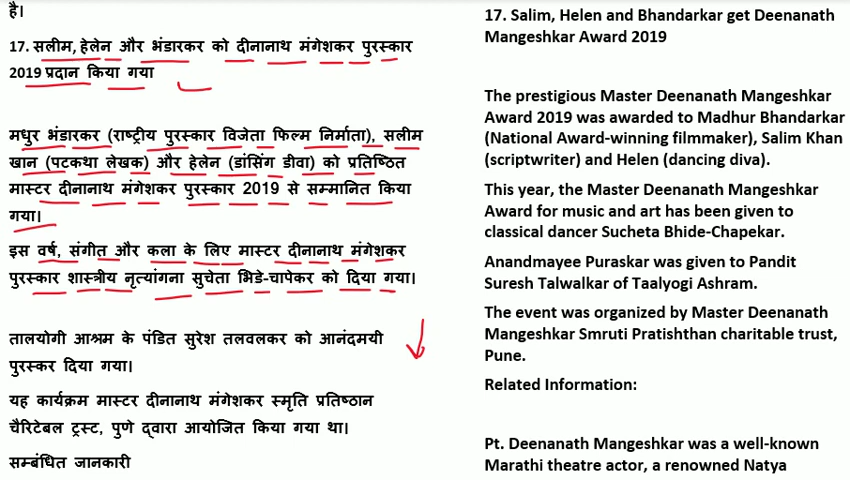 है।
17. सलीम, हेलेन और भंडारकर को दीनानाथ मंगेशकर पुरस्कार
2019 प्रदान किया गया
मधुर भंडारकर (राष्ट्रीय पुरस्कार विजेता फिल्म निर्माता), सलीम
खान (पटकथा लेखक) और हेलेन (डांसिंग डीवा) को प्रतिष्ठित
मास्टर दीनानाथ मंगेशकर पुरस्कार 2019 से सम्मानित किया
गया।
इस वर्ष, संगीत और कला के लिए मास्टर दीनानाथ मंगेशकर
पुरस्कार शास्त्रीय नृत्यांगना सुचेता भिडे-चापेकर को दिया गया।
तालयोगी आश्रम के पंडित सुरेश तलवलकर को आनंदमयी
पुरस्कार दिया गया।
यह कार्यक्रम मास्टर दीनानाथ मंगेशकर स्मृति प्रतिष्ठान
चैरिटेबल ट्रस्ट, पुणे द्वारा आयोजित किया गया था।
सम्बंधित जानकारी
17. Salim, Helen and Bhandarkar get Deenanath
Mangeshkar Award 2019
The prestigious Master Deenanath Mangeshkar
Award 2019 was awarded to Madhur Bhandarkar
(National Award-winning filmmaker), Salim Khan
(scriptwriter) and Helen (dancing diva).
This year, the Master Deenanath Mangeshkar
Award for music and art has been given to
classical dancer Sucheta Bhide-Chapekar.
Anandmayee Puraskar was given to Pandit
Suresh Talwalkar of Taalyogi Ashram.
The event was organized by Master Deenanath
Mangeshkar Smruti Pratishthan charitable trust,
Pune.
Related Information:
Pt. Deenanath Mangeshkar was a well-known
Marathi theatre actor, a renowned Natya